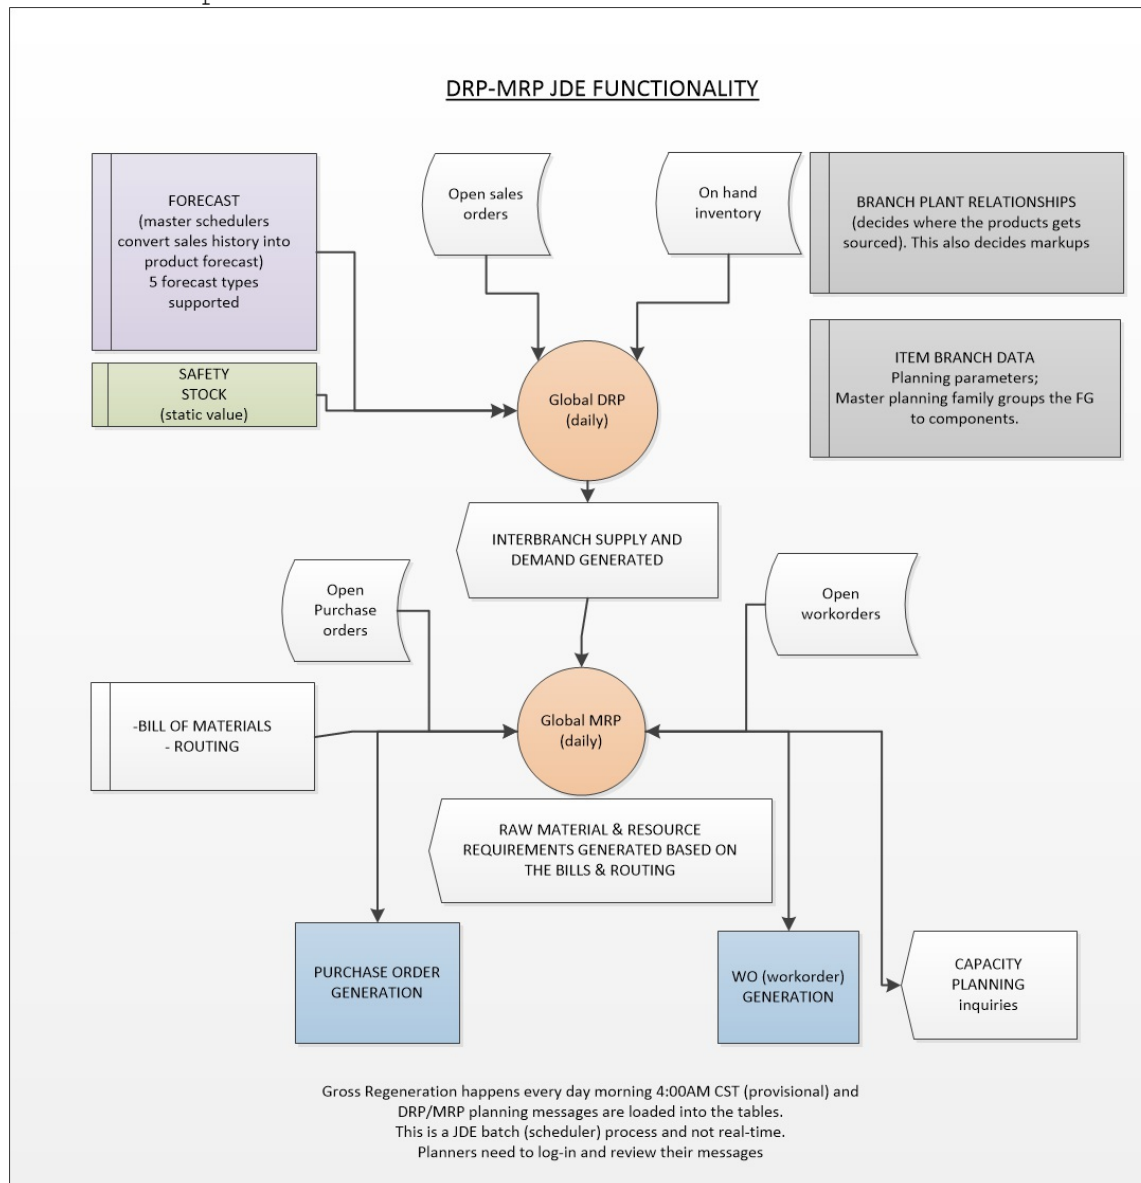 DRP-MRP JDE FUNCTIONALITY
FORECAST
(master schedulers
convert sales history into
product forecast)
5 forecast types
supported
Open sales
orders
On hand
inventory
BRANCH PLANT RELATIONSHIPS
(decides where the products gets
sourced). This also decides markups
SAFETY
STOCK
(static value)
Global DRP
(daily)
ITEM BRANCH DATA
Planning parameters;
Master planning family groups the FG
to components.
INTERBRANCH SUPPLY AND
DEMAND GENERATED
Open
Purchase
orders
Open
workorders
-BILL OF MATERIALS
- ROUTING
Global MRP
(daily)
RAW MATERIAL & RESOURCE
REQUIREMENTS GENERATED BASED ON
THE BILLS & ROUTING
PURCHASE ORDER
GENERATION
WO (workorder)
GENERATION
CAPACITY
PLANNING
inquiries
Gross Regeneration happens every day morning 4:00AM CST (provisional) and
DRP/MRP planning messages are loaded into the tables.
This is a JDE batch (scheduler) process and not real-time.
Planners need to log-in and review their messages